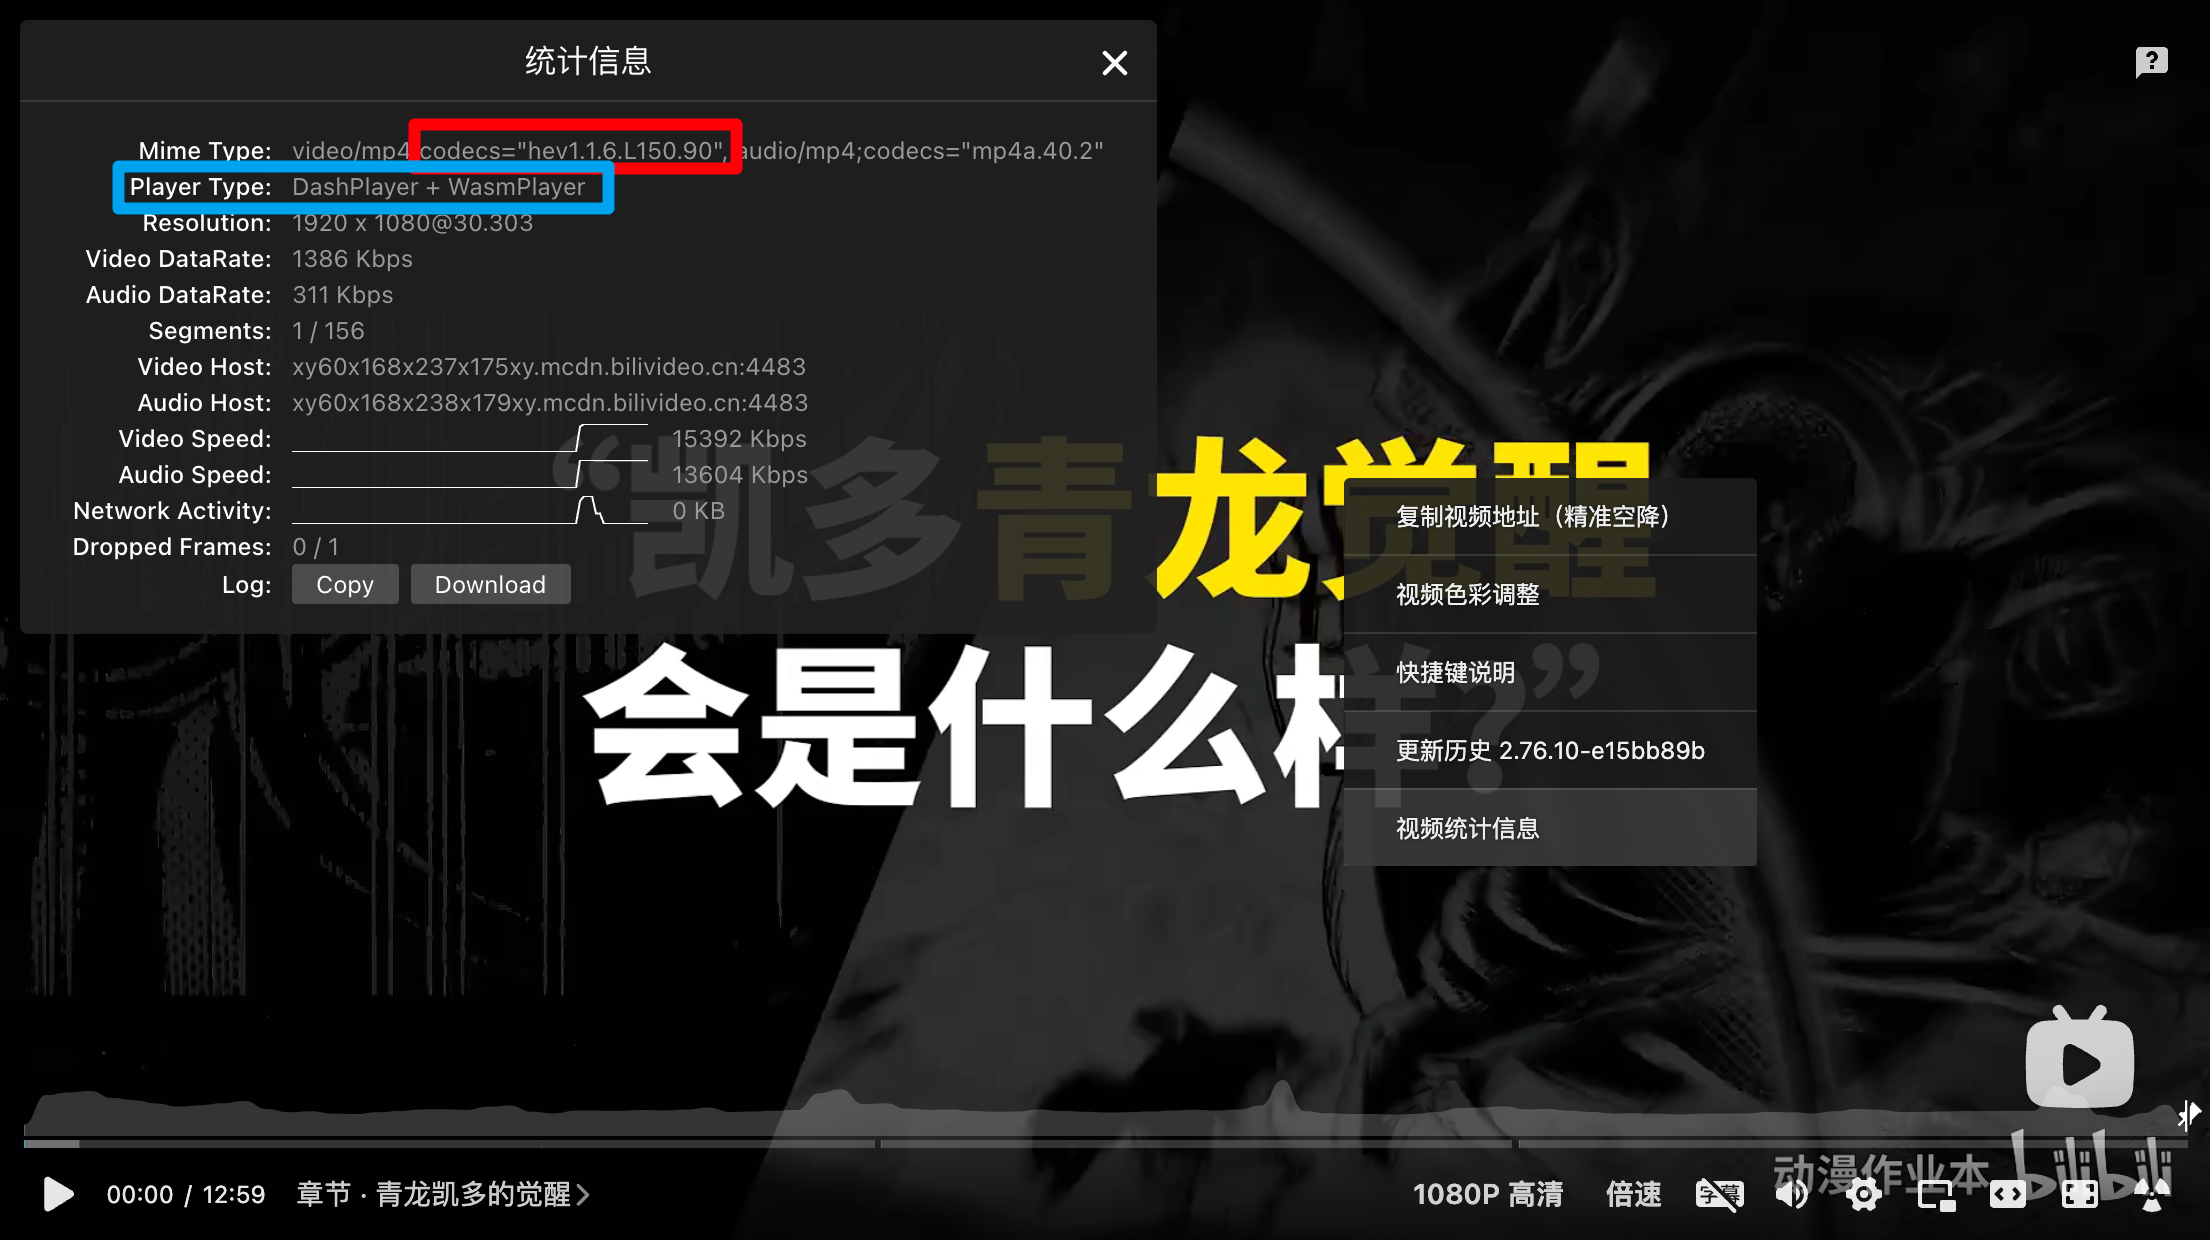 统计信息
Mime Type: video/mp4;codecs="hev1.1.6.L150.90", audio/mp4;codecs="mp4a.40.2"
Player Type: DashPlayer + WasmPlayer
Resolution: 1920 x 1080@30.303
Video DataRate: 1386 Kbps
Audio DataRate: 311 Kbps
Segments: 1 / 156
Video Host: xy60x168x237x175xy.mcdn.bilivideo.cn:4483
Audio Host: xy60x168x238x179xy.mcdn.bilivideo.cn:4483
Video Speed: 15392 Kbps
Audio Speed: 13604 Kbps
Network Activity: 0 KB
Dropped Frames: 0 / 1
Log: Copy Download
“凯多青龙觉醒
会是什么样？”
复制视频地址（精准空降）
视频色彩调整
快捷键说明
更新历史 2.76.10-e15bb89b
视频统计信息
动漫作业本 bilibili
00:00 / 12:59 章节 · 青龙凯多的觉醒
1080P 高清 倍速 字幕